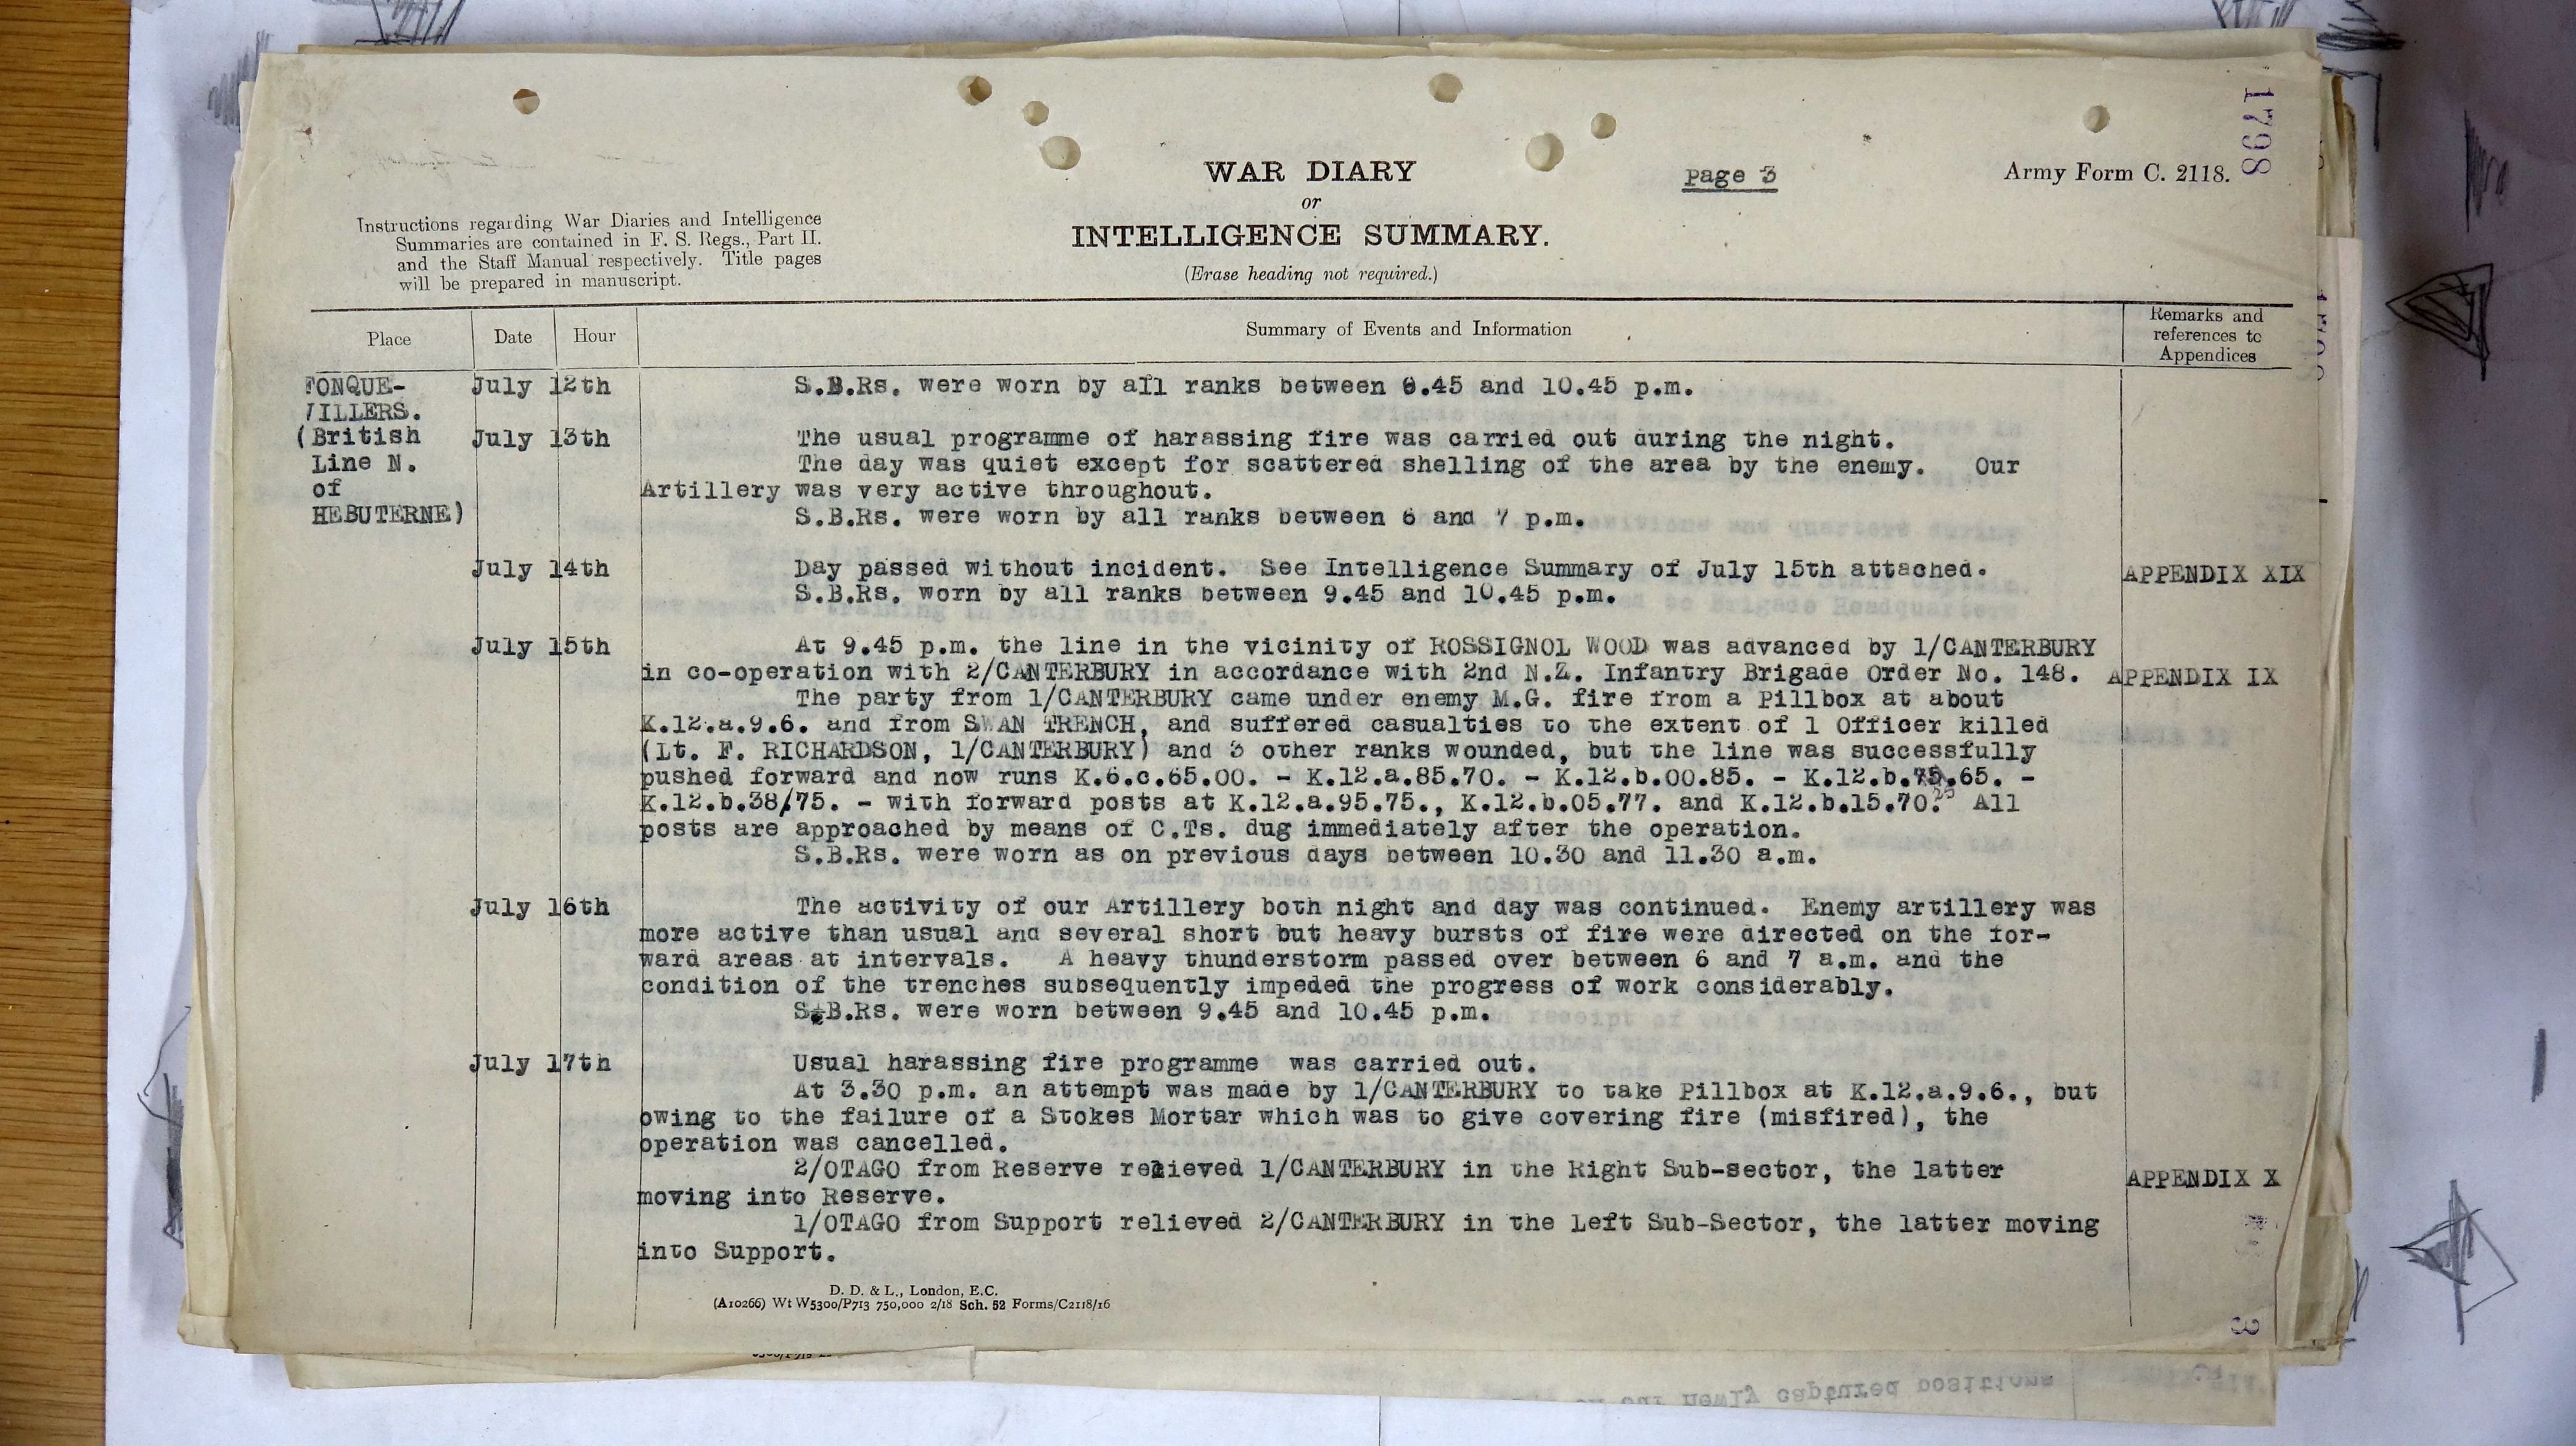 1798
WAR DIARY
or
INTELLIGENCE SUMMARY.
(Erase heading not required.)
page 3
Army Form C. 2118.
Instructions regarding War Diaries and Intelligence
Summaries are contained in F. S. Regs., Part II.
and the Staff Manual respectively. Title pages
will be prepared in manuscript.
Place Date Hour Summary of Events and Information Remarks and
references to
Appendices
FONQUE-
VILLERS.
(British
Line N.
of
HEBUTERNE)
July 12th S.B.Rs. were worn by all ranks between 9.45 and 10.45 p.m.
July 13th The usual programme of harassing fire was carried out during the night.
The day was quiet except for scattered shelling of the area by the enemy. Our
Artillery was very active throughout.
S.B.Rs. were worn by all ranks between 6 and 7 p.m.
July 14th Day passed without incident. See Intelligence Summary of July 15th attached. APPENDIX XIX
S.B.Rs. worn by all ranks between 9.45 and 10.45 p.m.
July 15th At 9.45 p.m. the line in the vicinity of ROSSIGNOL WOOD was advanced by 1/CANTERBURY
in co-operation with 2/CANTERBURY in accordance with 2nd N.Z. Infantry Brigade Order No. 148. APPENDIX IX
The party from 1/CANTERBURY came under enemy M.G. fire from a Pillbox at about
K.12.a.9.6. and from SWAN TRENCH, and suffered casualties to the extent of 1 Officer killed
(Lt. F. RICHARDSON, 1/CANTERBURY) and 3 other ranks wounded, but the line was successfully
pushed forward and now runs K.6.c.65.00. - K.12.a.85.70. - K.12.b.00.85. - K.12.b.75.65. -
K.12.b.38/75. - with forward posts at K.12.a.95.75., K.12.b.05.77. and K.12.b.15.70. All
posts are approached by means of C.Ts. dug immediately after the operation.
S.B.Rs. were worn as on previous days between 10.30 and 11.30 a.m.
July 16th The activity of our Artillery both night and day was continued. Enemy artillery was
more active than usual and several short but heavy bursts of fire were directed on the for-
ward areas at intervals. A heavy thunderstorm passed over between 6 and 7 a.m. and the
condition of the trenches subsequently impeded the progress of work considerably.
S.B.Rs. were worn between 9.45 and 10.45 p.m.
July 17th Usual harassing fire programme was carried out.
At 3.30 p.m. an attempt was made by 1/CANTERBURY to take Pillbox at K.12.a.9.6., but
owing to the failure of a Stokes Mortar which was to give covering fire (misfired), the
operation was cancelled.
2/OTAGO from Reserve relieved 1/CANTERBURY in the Right Sub-sector, the latter APPENDIX X
moving into Reserve.
1/OTAGO from Support relieved 2/CANTERBURY in the Left Sub-Sector, the latter moving
into Support.
D. D. & L., London, E.C.
(A10266) Wt W5300/P713 750,000 2/18 Sch. 52 Forms/C2118/16
3
our newly captured positions